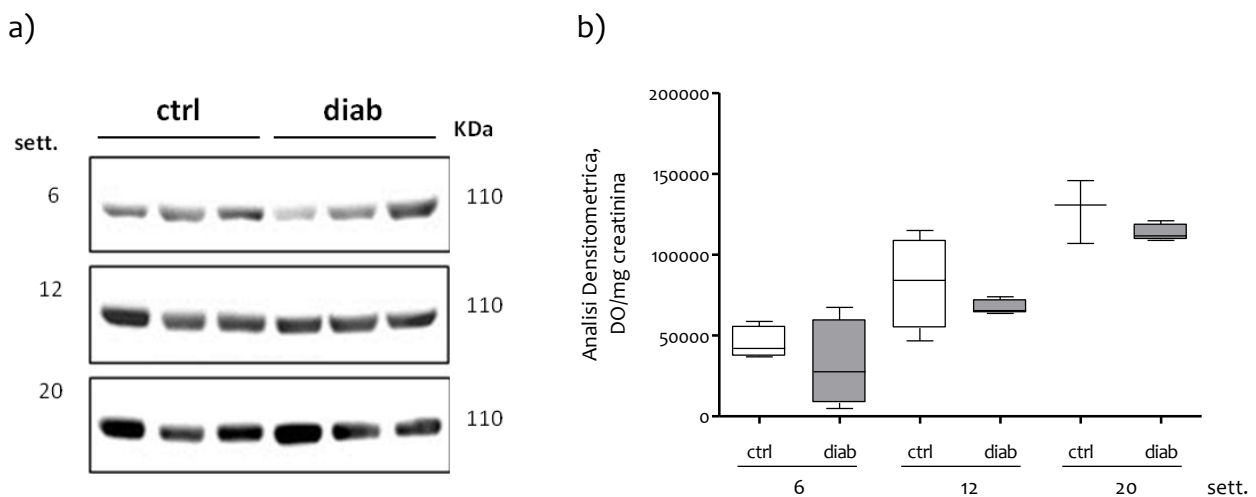 a)
ctrl diab
sett. KDa
6 110
12 110
20 110
b)
Analisi Densitometrica,
DO/mg creatinina
200000
150000
100000
50000
0
ctrl diab ctrl diab ctrl diab
6 12 20 sett.